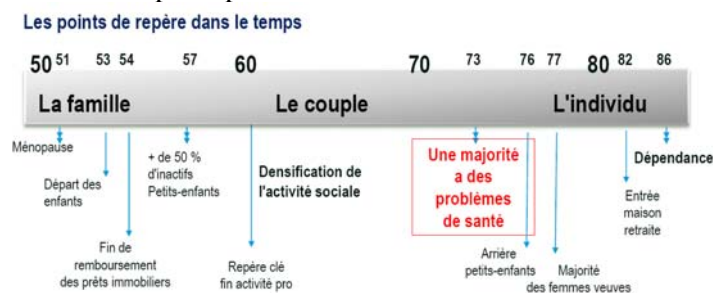 Les points de repère dans le temps
50 51 53 54 57 60 70 73 76 77 80 82 86
La famille Le couple L'individu
Ménopause
Départ des
enfants
Fin de
remboursement
des prêts immobiliers
+ de 50 %
d'inactifs
Petits-enfants
Densification de
l'activité sociale
Repère clé
fin activité pro
Une majorité
a des
problèmes
de santé
Arrière
petits-enfants
Majorité
des femmes veuves
Entrée
maison
retraite
Dépendance